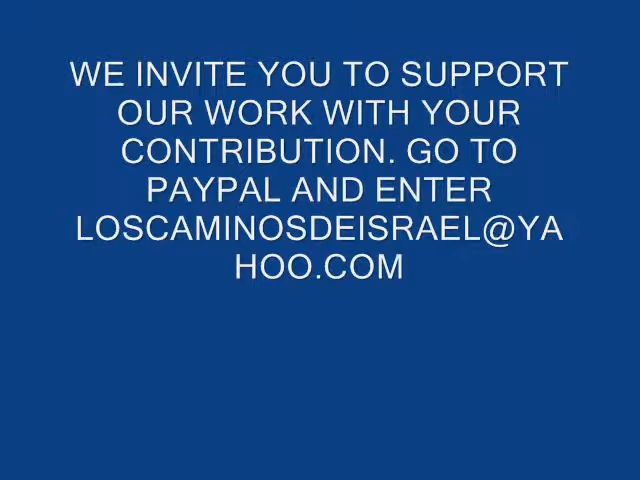 WE INVITE YOU TO SUPPORT
OUR WORK WITH YOUR
CONTRIBUTION. GO TO
PAYPAL AND ENTER
LOSCAMINOSDEISRAEL@YA
HOO.COM